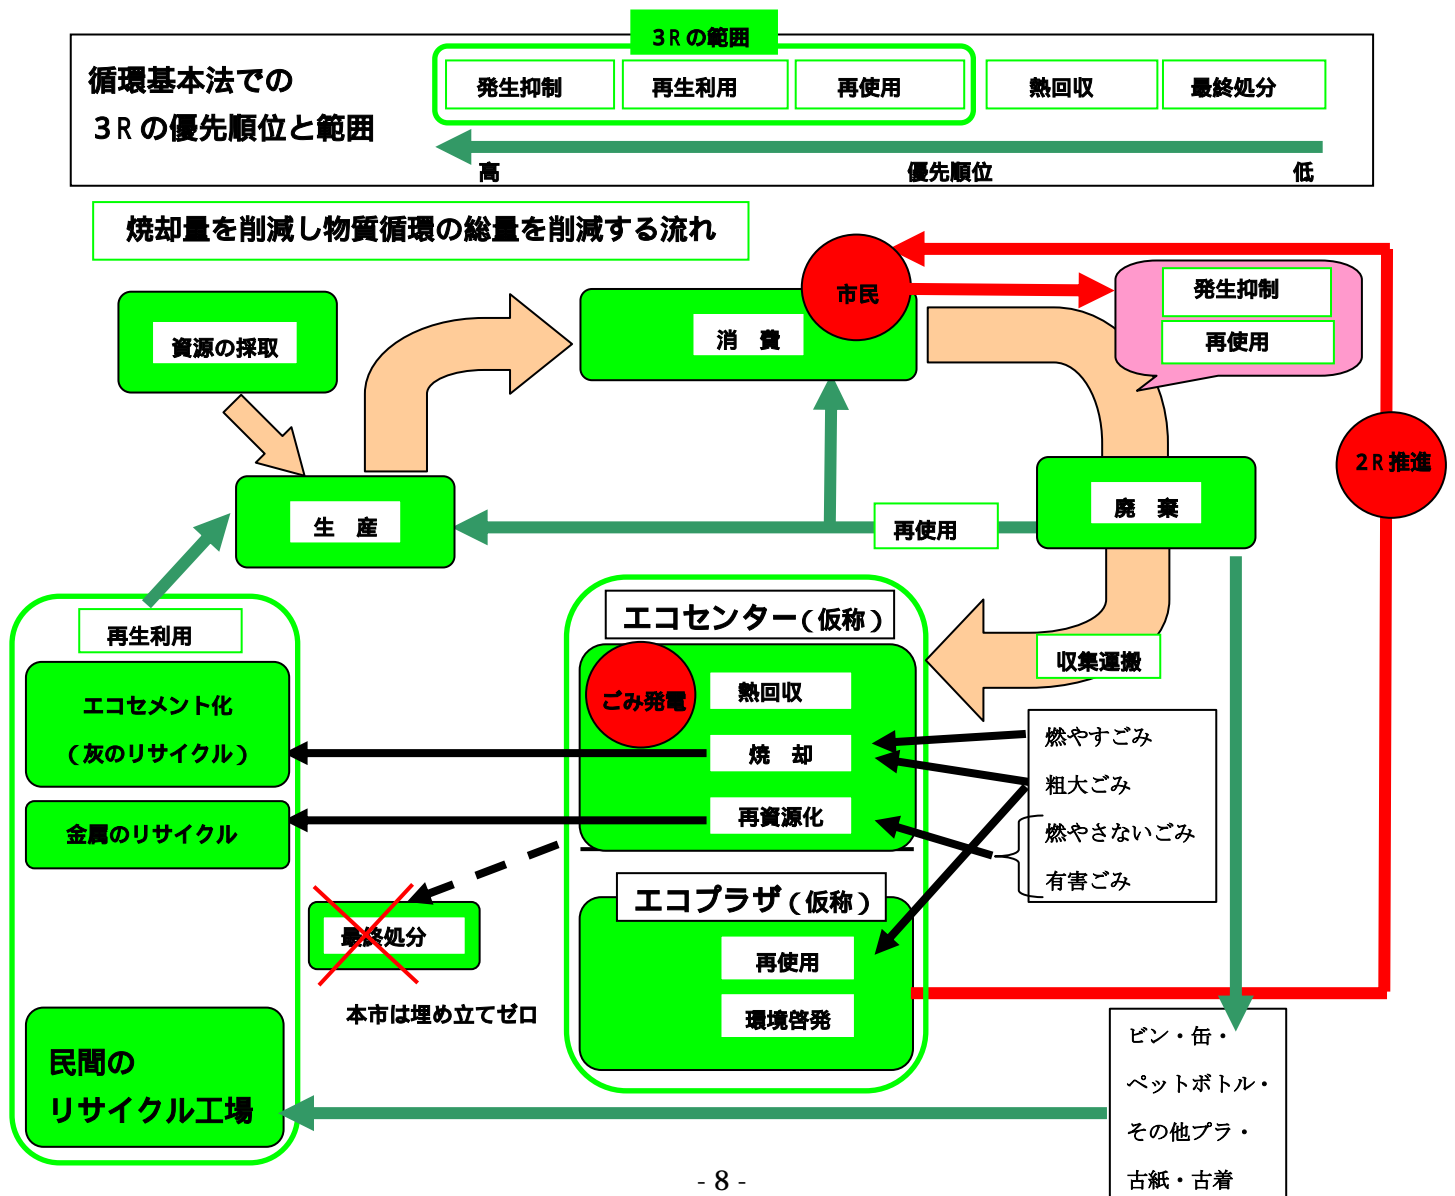 3Rの範囲
循環基本法での
3Rの優先順位と範囲
発生抑制
再生利用
再使用
熱回収
最終処分
高
優先順位
低
焼却量を削減し物質循環の総量を削減する流れ
市民
発生抑制
再使用
資源の採取
消 費
2R推進
生 産
再使用
廃 棄
再生利用
エコセンター(仮称)
収集運搬
ごみ発電
熱回収
エコセメント化
(灰のリサイクル)
焼 却
燃やすごみ
粗大ごみ
燃やさないごみ
有害ごみ
再資源化
金属のリサイクル
エコプラザ(仮称)
最終処分
再使用
本市は埋め立てゼロ
環境啓発
民間の
リサイクル工場
ビン・缶・
ペットボトル・
その他プラ・
古紙・古着
- 8 -